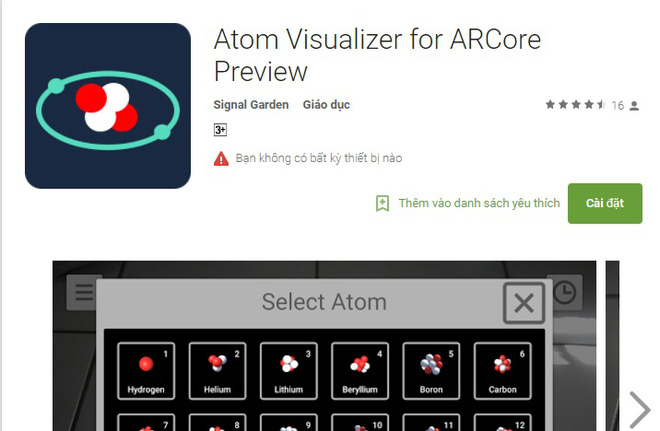 Atom Visualizer for ARCore
Preview
Signal Garden Giáo dục
16
3+
Bạn không có bất kỳ thiết bị nào
Thêm vào danh sách yêu thích
Cài đặt
Select Atom
1 2 3 4 5 6
Hydrogen Helium Lithium Beryllium Boron Carbon
7 8 9 10 11 12